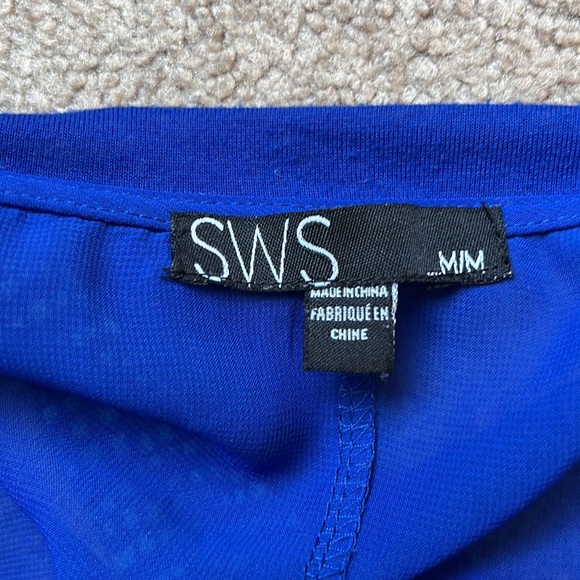 SWS
M/M
MADE IN CHINA
FABRIQUÉ EN
CHINE